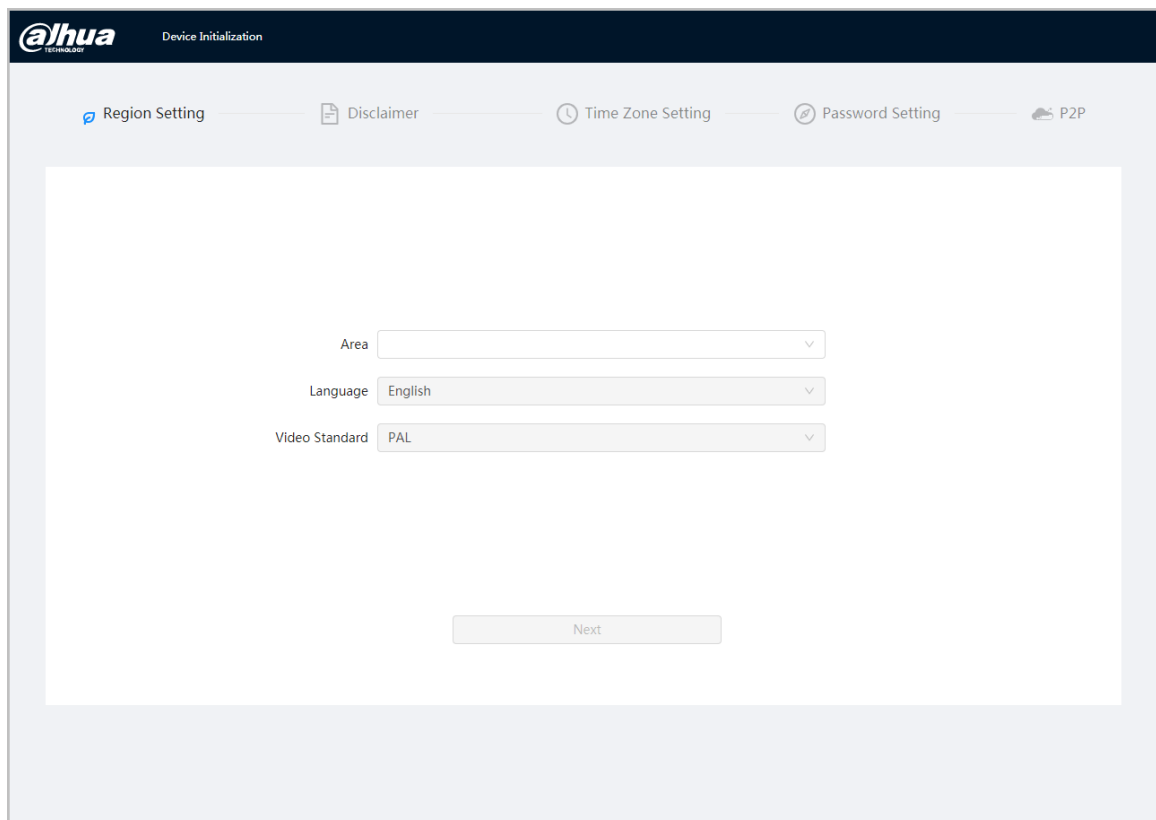 alhua
TECHNOLOGY
Device Initialization
Region Setting
Disclaimer
Time Zone Setting
Password Setting
P2P
Area
Language English
Video Standard PAL
Next